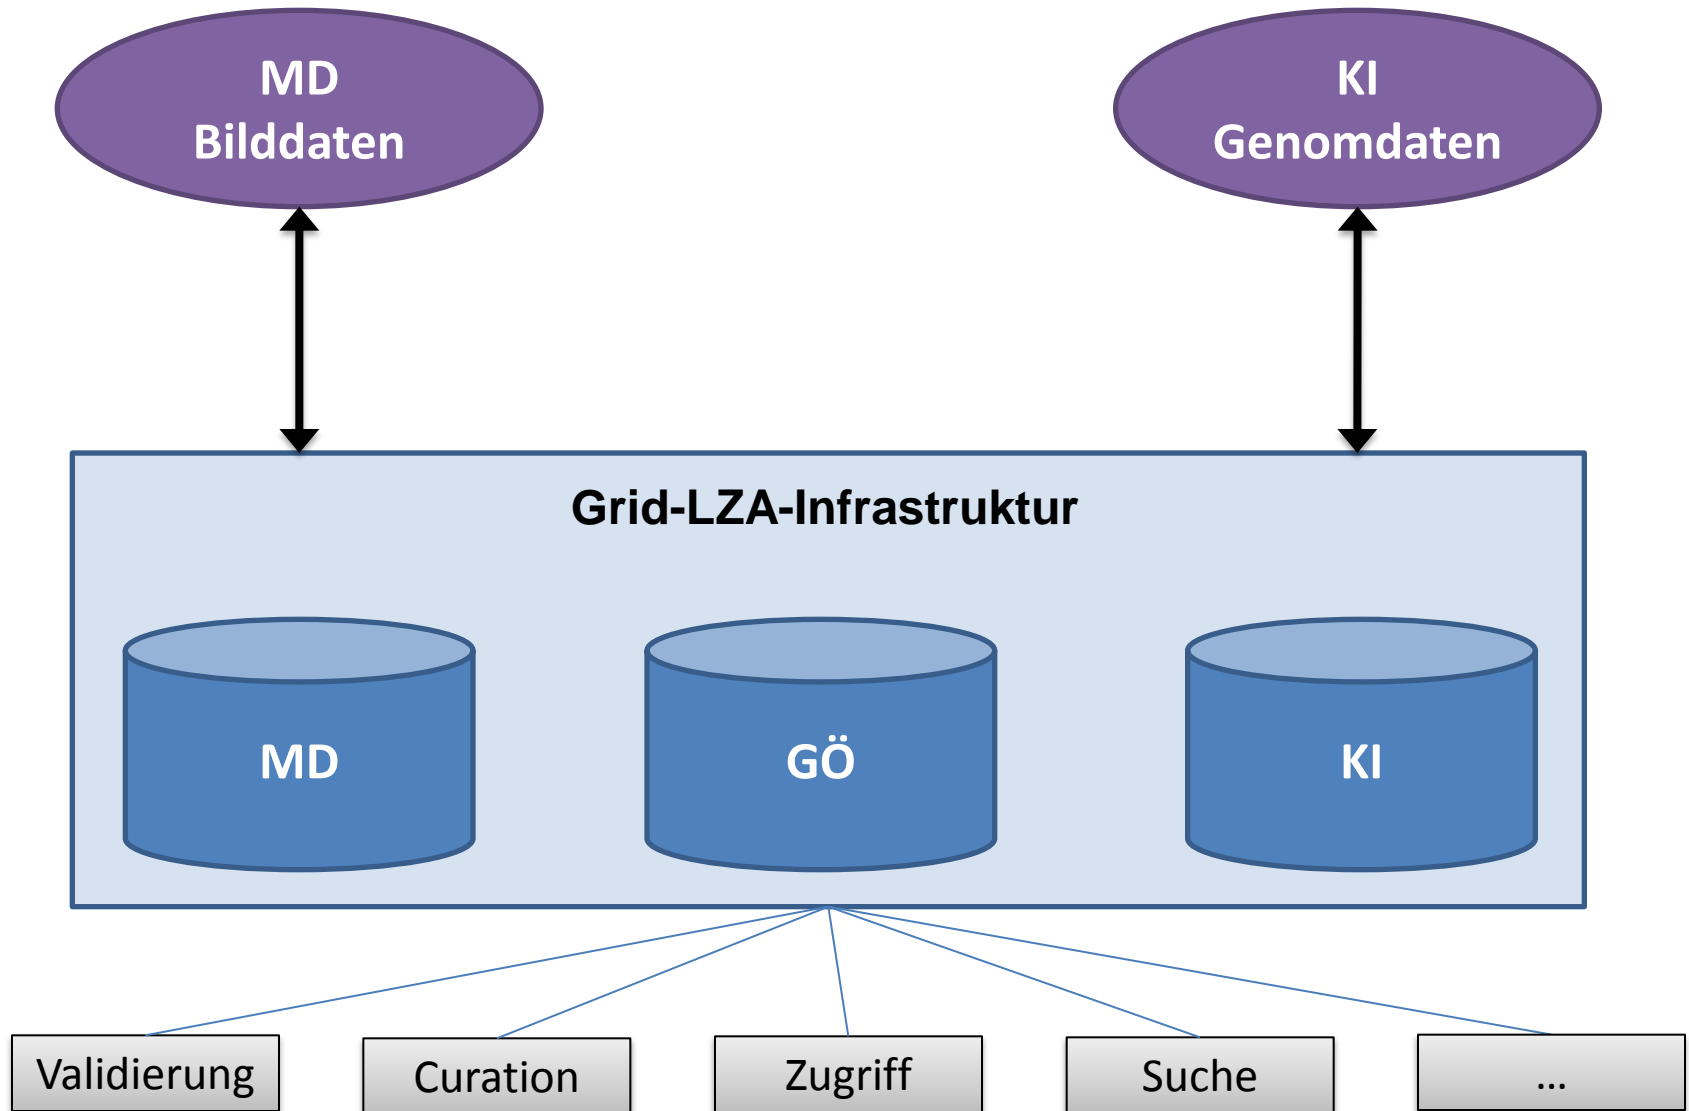 MD
Bilddaten
KI
Genomdaten
Grid-LZA-Infrastruktur
MD
GÖ
KI
Validierung
Curation
Zugriff
Suche
...